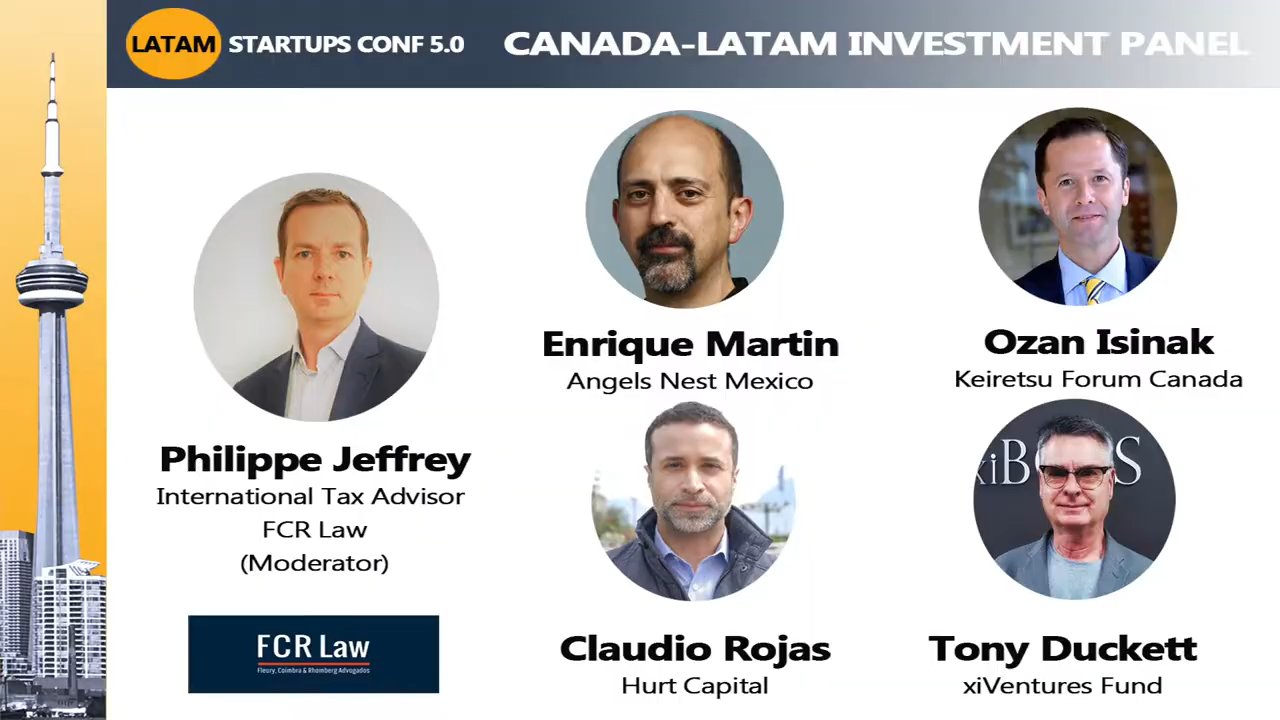 LATAM STARTUPS CONF 5.0
CANADA-LATAM INVESTMENT PANEL
Philippe Jeffrey
International Tax Advisor
FCR Law
(Moderator)
FCR Law
Fleury, Coimbra & Rhomberg Advogados
Enrique Martin
Angels Nest Mexico
Ozan Isinak
Keiretsu Forum Canada
Claudio Rojas
Hurt Capital
xiB
S
Tony Duckett
xiVentures Fund